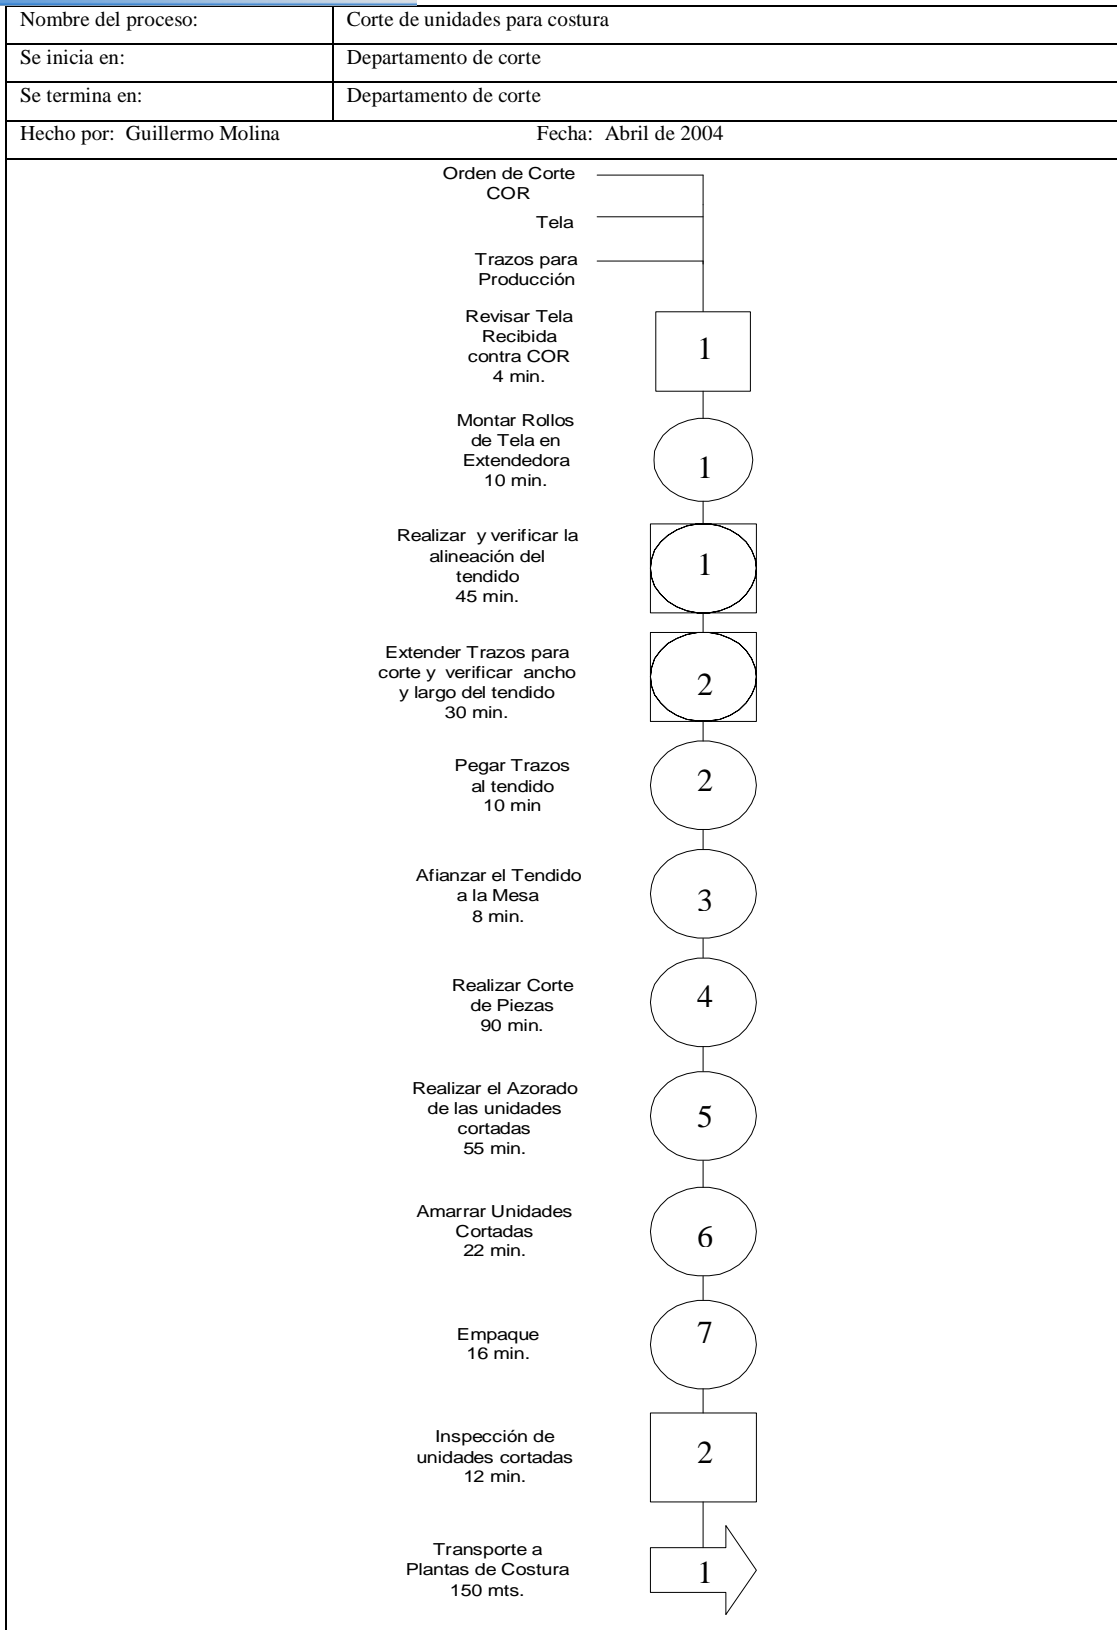 Nombre del proceso: Corte de unidades para costura
Se inicia en: Departamento de corte
Se termina en: Departamento de corte
Hecho por: Guillermo Molina Fecha: Abril de 2004
Orden de Corte
COR
Tela
Trazos para
Producción
Revisar Tela
Recibida
contra COR
4 min.
1
Montar Rollos
de Tela en
Extendedora
10 min.
1
Realizar y verificar la
alineación del
tendido
45 min.
1
Extender Trazos para
corte y verificar ancho
y largo del tendido
30 min.
2
Pegar Trazos
al tendido
10 min
2
Afianzar el Tendido
a la Mesa
8 min.
3
Realizar Corte
de Piezas
90 min.
4
Realizar el Azorado
de las unidades
cortadas
55 min.
5
Amarrar Unidades
Cortadas
22 min.
6
Empaque
16 min.
7
Inspección de
unidades cortadas
12 min.
2
Transporte a
Plantas de Costura
150 mts.
1